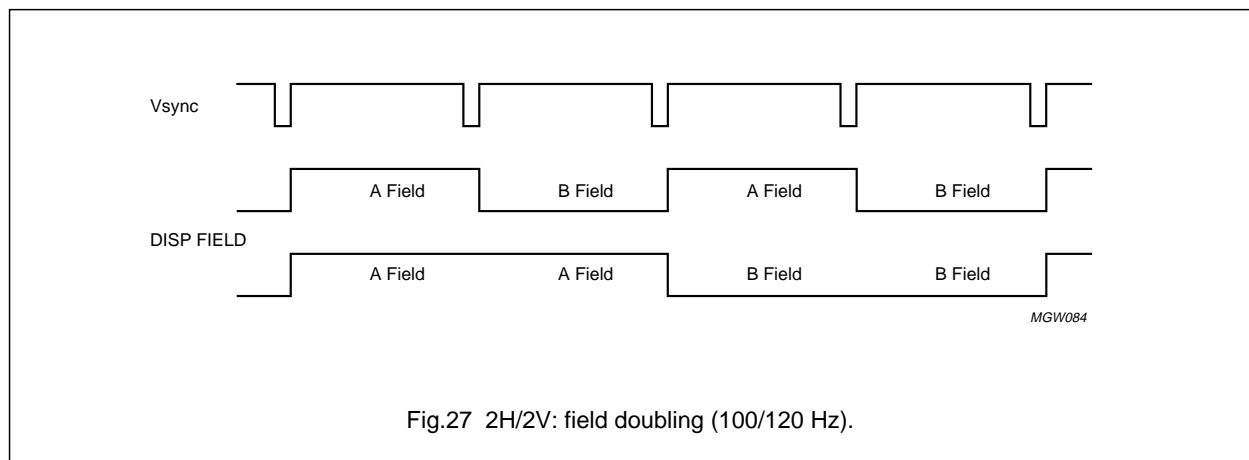 Vsync
A Field B Field A Field B Field
DISP FIELD
A Field A Field B Field B Field
MGW084
Fig.27 2H/2V: field doubling (100/120 Hz).